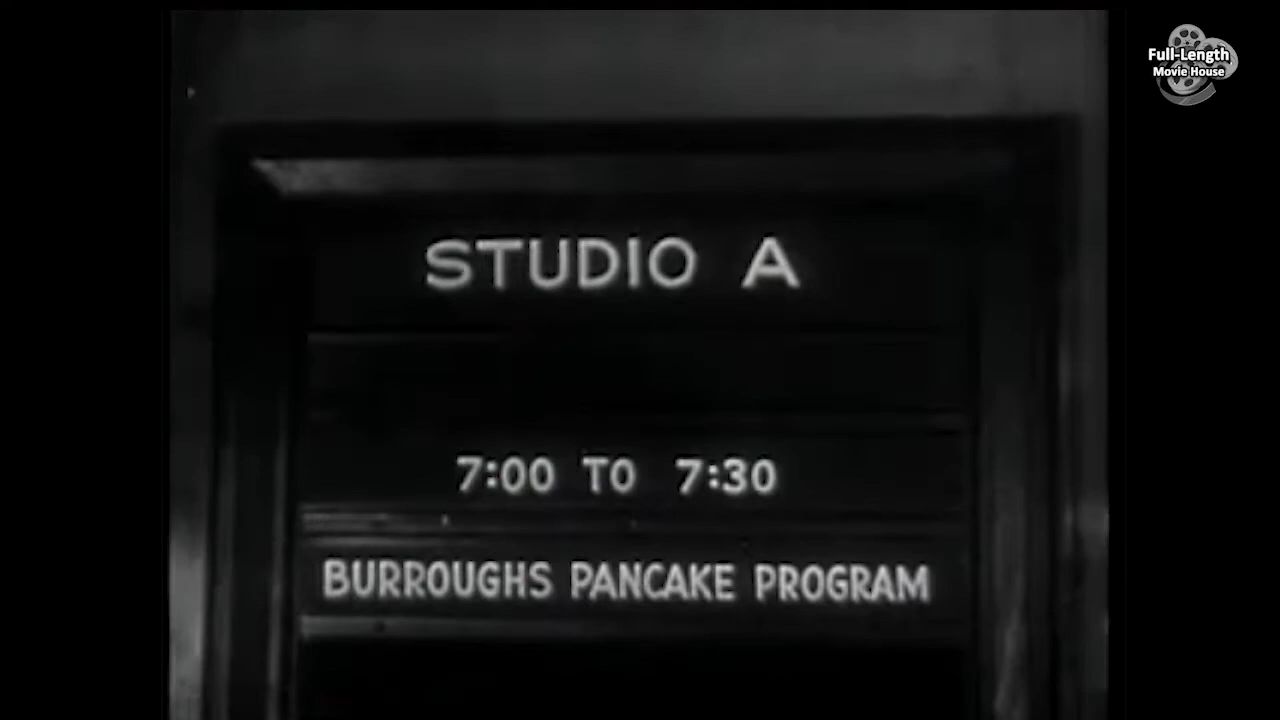 Full-Length
Movie House
STUDIO A
7:00 TO 7:30
BURROUGHS PANCAKE PROGRAM